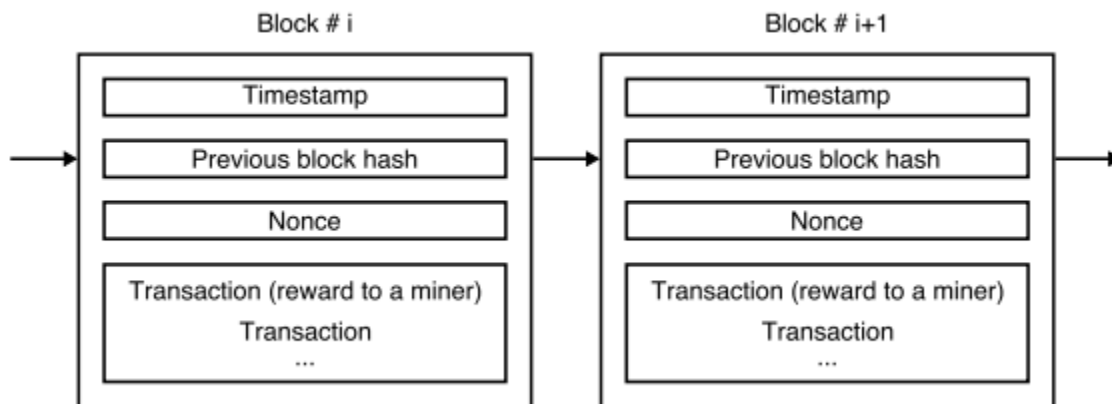 Block # i
Timestamp
Previous block hash
Nonce
Transaction (reward to a miner)
Transaction
...
Block # i+1
Timestamp
Previous block hash
Nonce
Transaction (reward to a miner)
Transaction
...